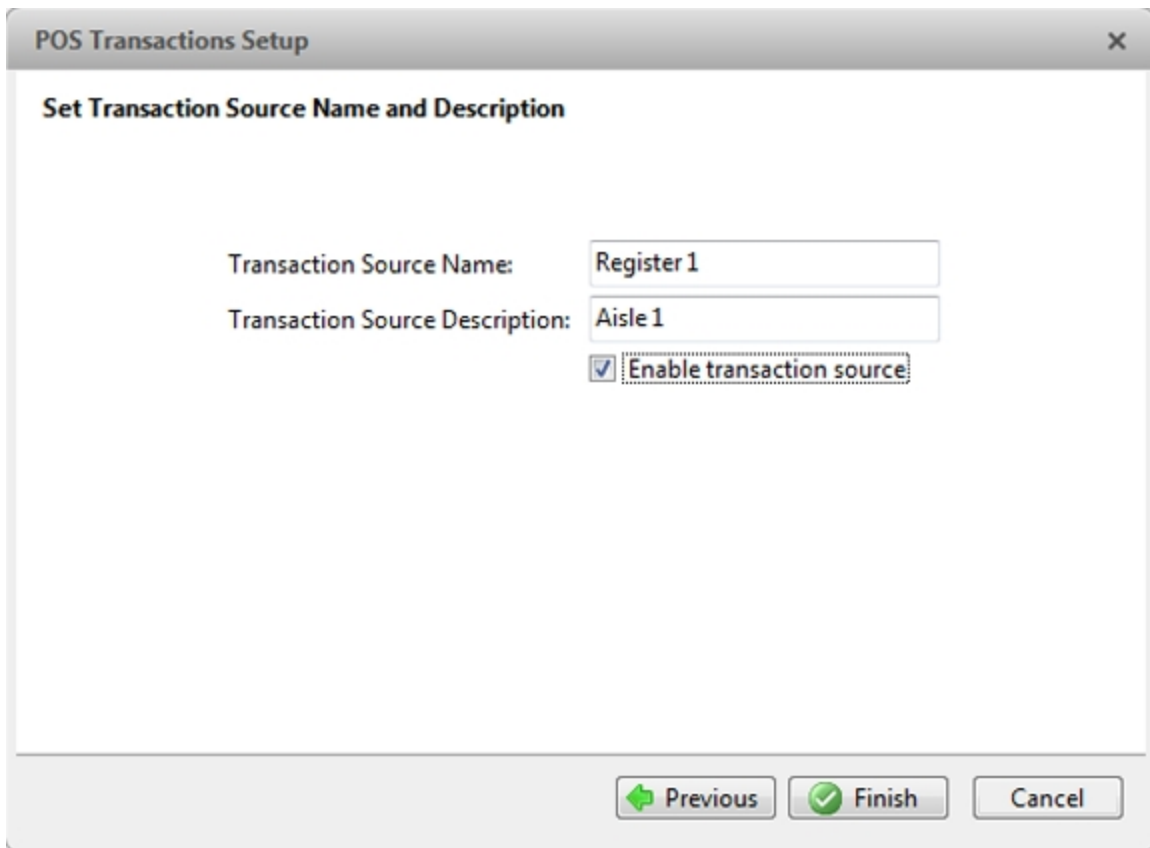 POS Transactions Setup
Set Transaction Source Name and Description
Transaction Source Name: Register 1
Transaction Source Description: Aisle 1
Enable transaction source
Previous Finish Cancel